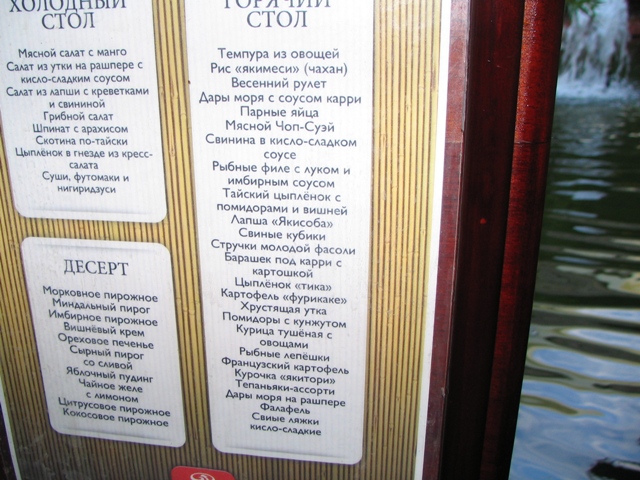 ХОЛОДНЫЙ
СТОЛ
Мясной салат с манго
Салат из утки на рашпере с
кисло-сладким соусом
Салат из лапши с креветками
и свининой
Грибной салат
Шпинат с арахисом
Скотина по-тайски
Цыплёнок в гнезде из кресс-
салата
Суши, футомаки и
нигиридзуси
ДЕСЕРТ
Морковное пирожное
Миндальный пирог
Имбирное пирожное
Вишнёвый крем
Ореховое печенье
Сырный пирог
со сливой
Яблочный пудинг
Чайное желе
с лимоном
Цитрусовое пирожное
Кокосовое пирожное
ГОРЯЧИЙ
СТОЛ
Темпура из овощей
Рис «якимеси» (чахан)
Весенний рулет
Дары моря с соусом карри
Парные яйца
Мясной Чоп-Суэй
Свинина в кисло-сладком
соусе
Рыбные филе с луком и
имбирным соусом
Тайский цыплёнок с
помидорами и вишней
Лапша «Якисоба»
Свиные кубики
Стручки молодой фасоли
Барашек под карри с
картошкой
Цыплёнок «тика»
Картофель «фурикаке»
Хрустящая утка
Помидоры с кунжутом
Курица тушёная с
овощами
Рыбные лепёшки
Французский картофель
Курочка «якитори»
Тепаньяки-ассорти
Дары моря на рашпере
Фалафель
Свиые ляжки
кисло-сладкие